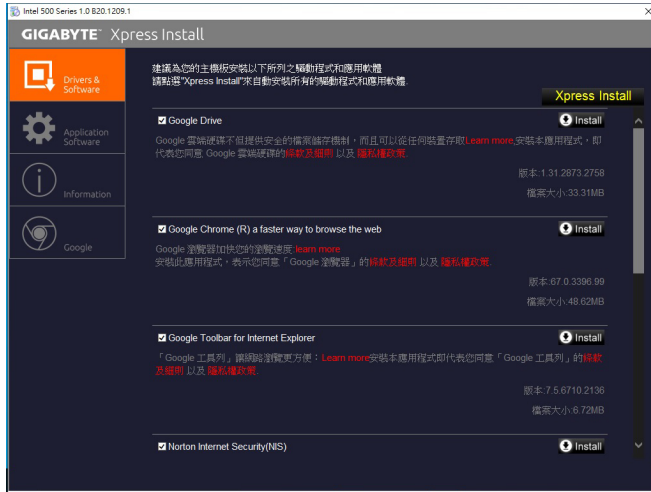 Intel 500 Series 1.0 B20.1209.1
GIGABYTE™ Xpress Install
Drivers &
Software
Application
Software
Information
Google
建議為您的主機板安裝以下所列之驅動程式和應用軟體
請點選"Xpress Install"來自動安裝所有的驅動程式和應用軟體.
Xpress Install
Google Drive
Install
Google 雲端硬碟不但提供安全的檔案儲存機制，而且可以從任何裝置存取Learn more,安裝本應用程式，即
代表您同意 Google 雲端硬碟的條款及細則 以及 隱私權政策.
版本:1.31.2873.2758
檔案大小:33.31MB
Google Chrome (R) a faster way to browse the web
Install
Google 瀏覽器加快您的瀏覽速度:learn more
安裝此應用程式，表示您同意「Google 瀏覽器」的條款及細則 以及 隱私權政策.
版本:67.0.3396.99
檔案大小:48.62MB
Google Toolbar for Internet Explorer
Install
「Google 工具列」讓網路瀏覽更方便：Learn more安裝本應用程式即代表您同意「Google 工具列」的條款
及細則 以及 隱私權政策.
版本:7.5.6710.2136
檔案大小:6.72MB
Norton Internet Security(NIS)
Install